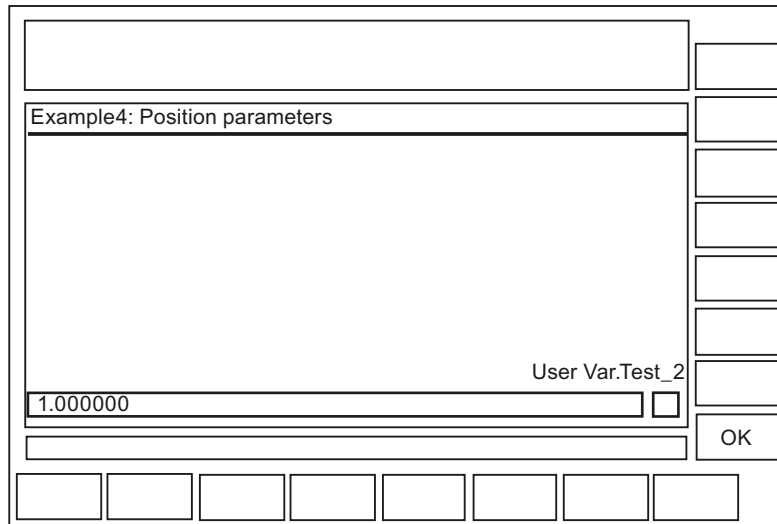 Example4: Position parameters
User Var.Test_2
1.000000
OK